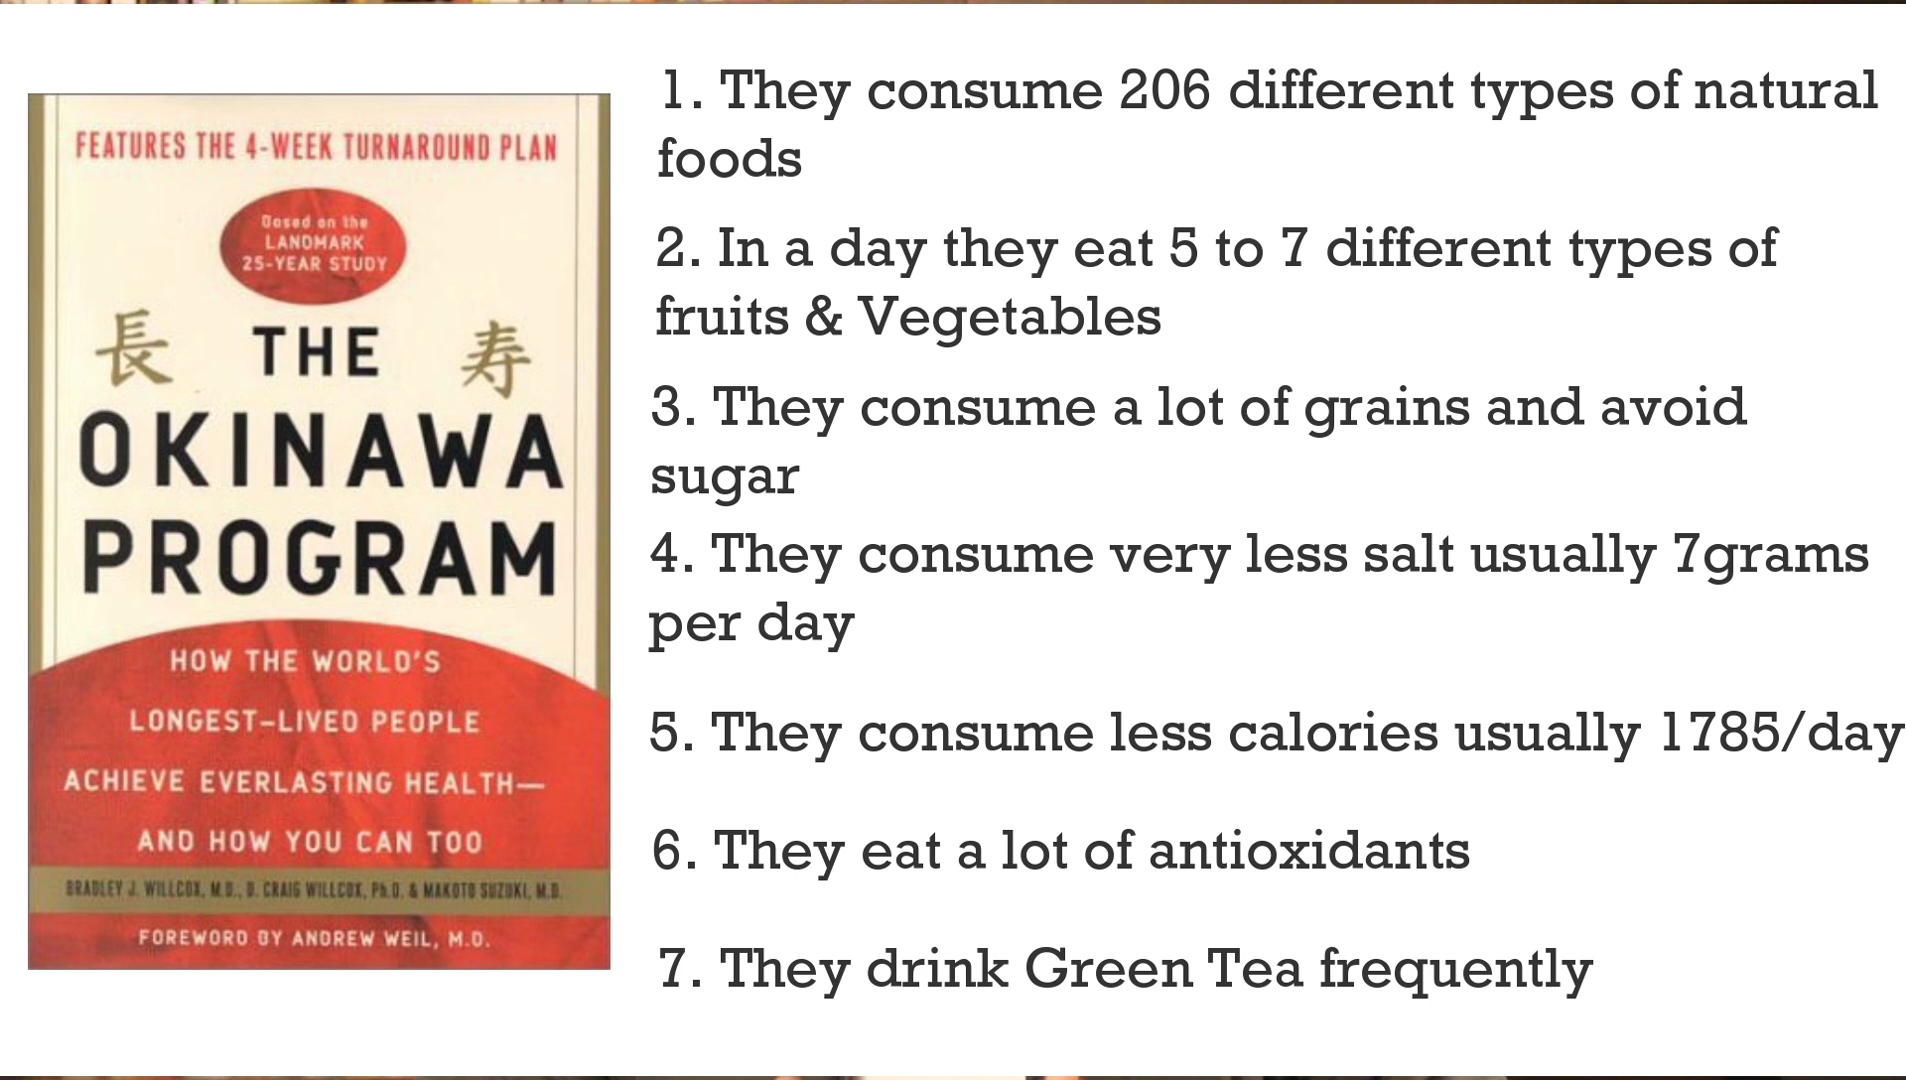 FEATURES THE 4-WEEK TURNAROUND PLAN
Based on the
LANDMARK
25-YEAR STUDY
長 THE 寿
OKINAWA
PROGRAM
HOW THE WORLD'S
LONGEST-LIVED PEOPLE
ACHIEVE EVERLASTING HEALTH—
AND HOW YOU CAN TOO
BRADLEY J. WILLCOX, M.D., D. CRAIG WILLCOX, Ph.D. & MAKOTO SUZUKI, M.D.
FOREWORD BY ANDREW WEIL, M.D.
1. They consume 206 different types of natural
foods
2. In a day they eat 5 to 7 different types of
fruits & Vegetables
3. They consume a lot of grains and avoid
sugar
4. They consume very less salt usually 7grams
per day
5. They consume less calories usually 1785/day
6. They eat a lot of antioxidants
7. They drink Green Tea frequently